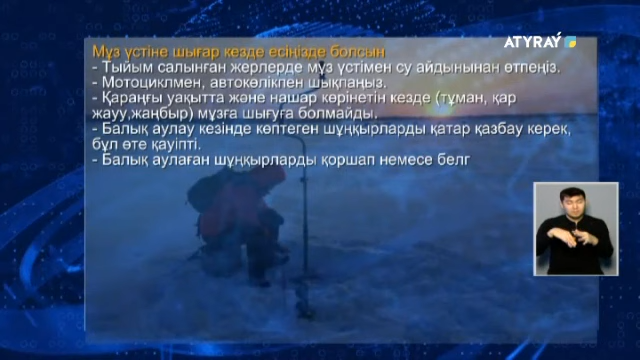 ATYRAÝ
Мұз үстіне шығар кезде есіңізде болсын
- Тыйым салынған жерлерде мұз үстімен су айдынынан өтпеңіз.
- Мотоциклмен, автокөлікпен шықпаңыз.
- Қараңғы уақытта және нашар көрінетін кезде (тұман, қар
жауу,жаңбыр) мұзға шығуға болмайды.
- Балық аулау кезінде көптеген шұңқырларды қатар қазбау керек,
бұл өте қауіпті.
- Балық аулаған шұңқырларды қоршап немесе белг